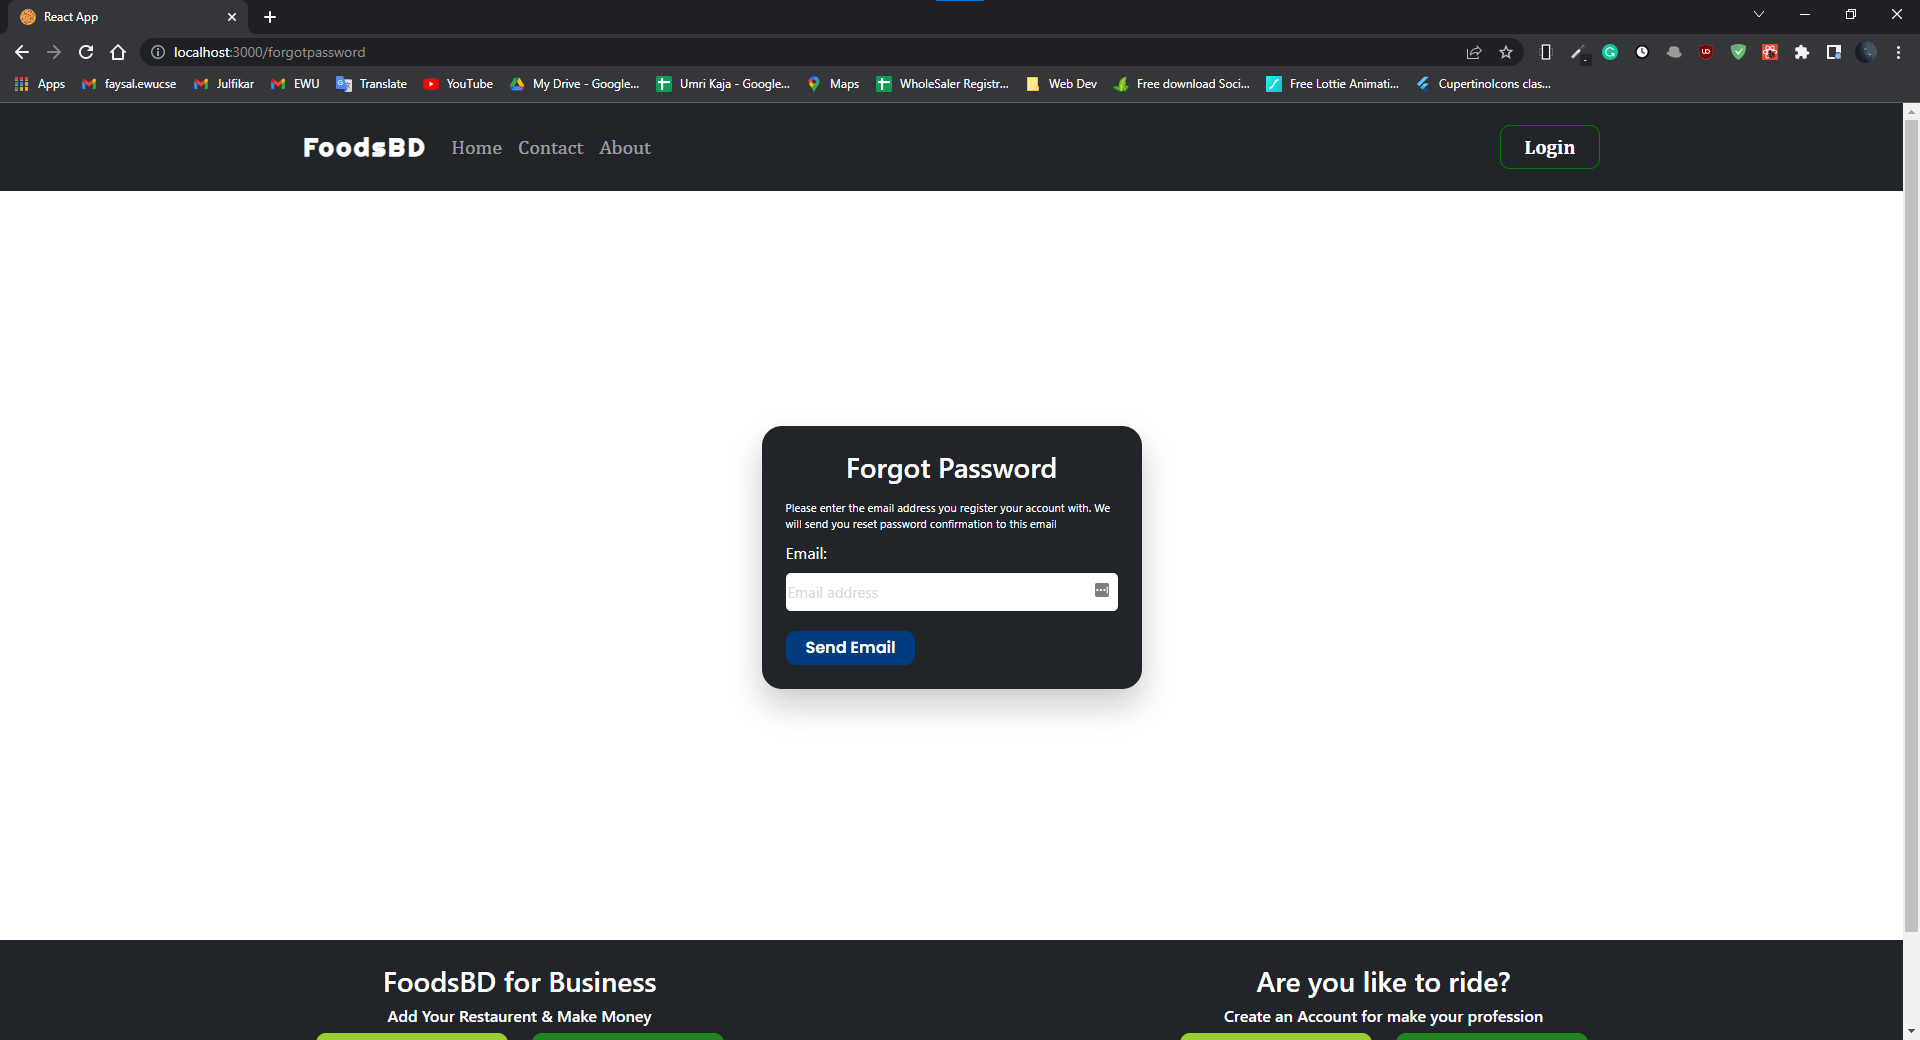 React App
localhost:3000/forgotpassword
Apps faysal.ewucse Julfikar EWU Translate YouTube My Drive - Google... Umri Kaja - Google... Maps WholeSaler Registr... Web Dev Free download Soci... Free Lottie Animati... CupertinoIcons clas...
FoodsBD Home Contact About Login
Forgot Password
Please enter the email address you register your account with. We
will send you reset password confirmation to this email
Email:
Email address
Send Email
FoodsBD for Business
Add Your Restaurent & Make Money
Are you like to ride?
Create an Account for make your profession